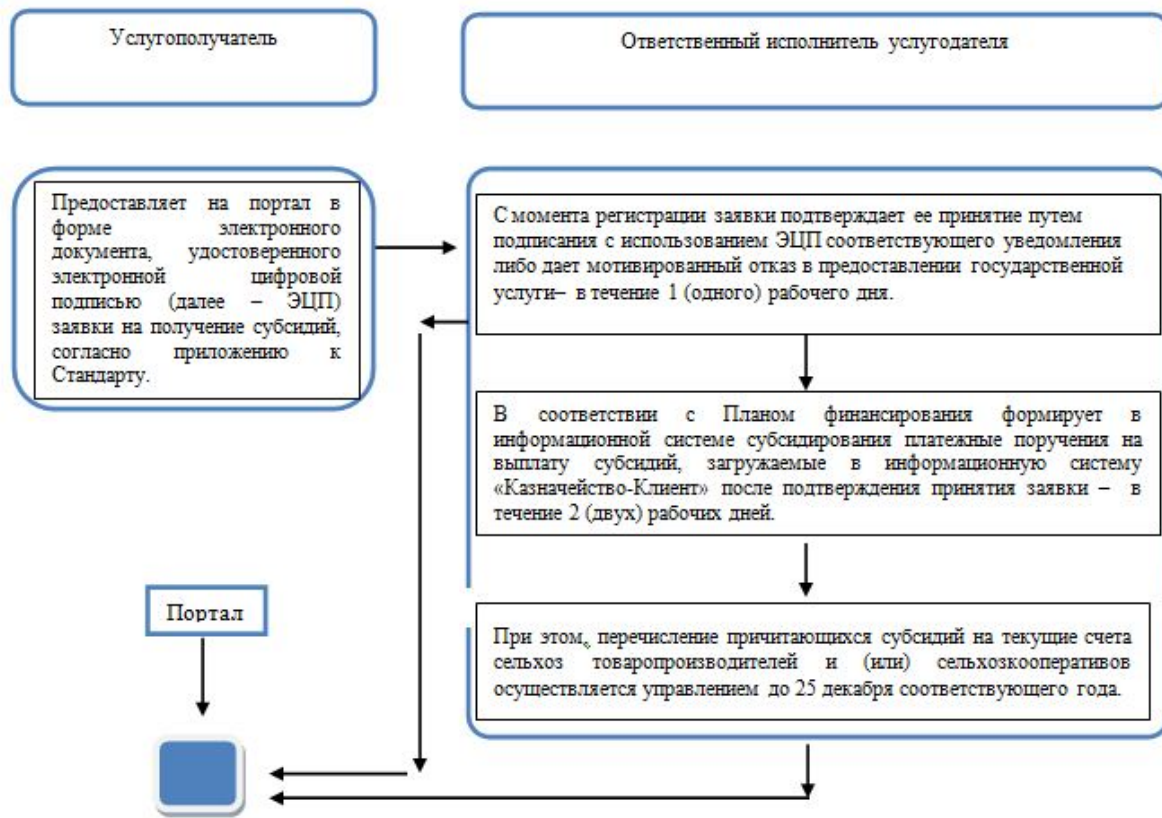 Услугополучатель
Ответственный исполнитель услугодателя
Предоставляет на портал в
форме электронного
документа, удостоверенного
электронной цифровой
подписью (далее – ЭЦП)
заявки на получение субсидий,
согласно приложению к
Стандарту.
С момента регистрации заявки подтверждает ее принятие путем
подписания с использованием ЭЦП соответствующего уведомления
либо дает мотивированный отказ в предоставлении государственной
услуги– в течение 1 (одного) рабочего дня.
В соответствии с Планом финансирования формирует в
информационной системе субсидирования платежные поручения на
выплату субсидий, загружаемые в информационную систему
«Казначейство-Клиент» после подтверждения принятия заявки – в
течение 2 (двух) рабочих дней.
При этом, перечисление причитающихся субсидий на текущие счета
сельхоз товаропроизводителей и (или) сельхозкооперативов
осуществляется управлением до 25 декабря соответствующего года.
Портал